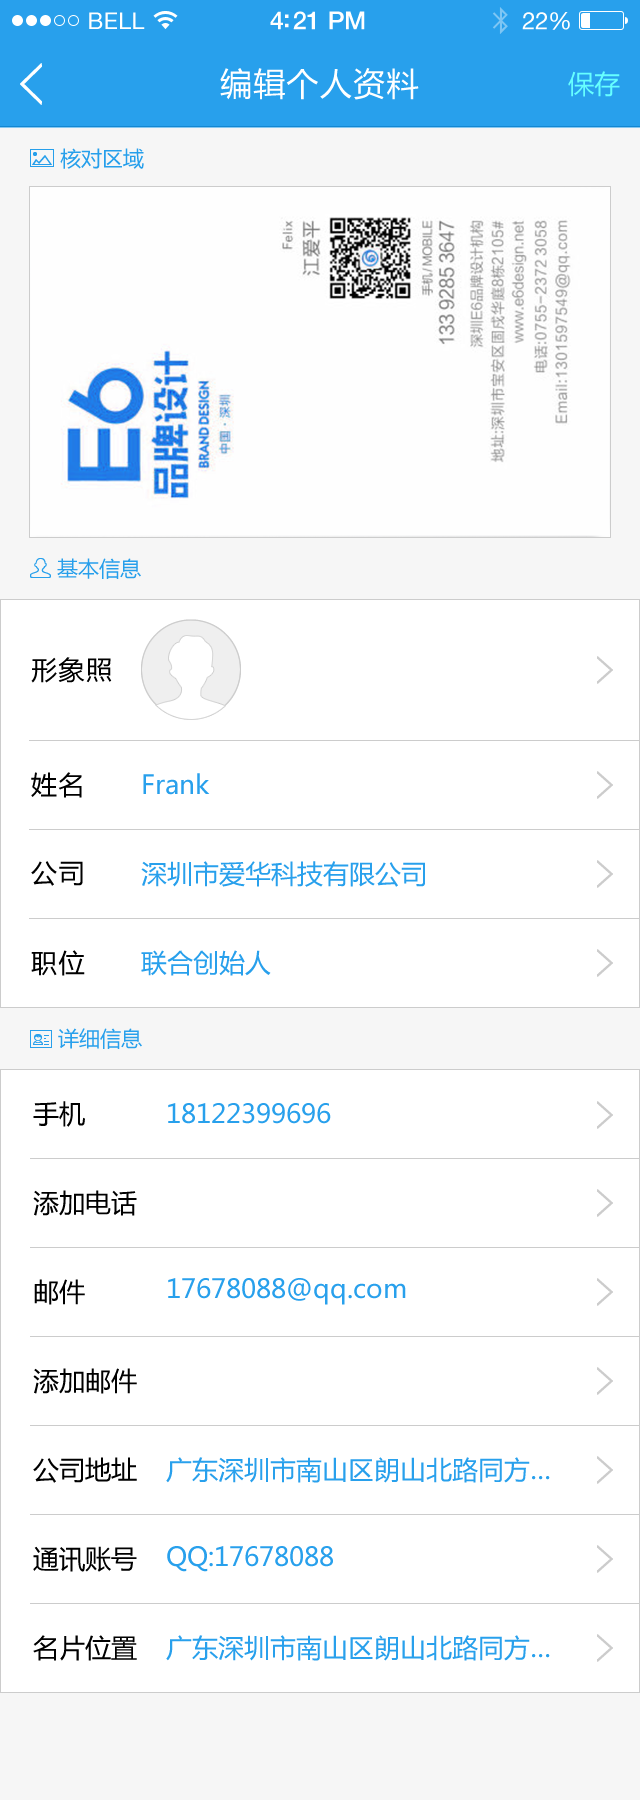 BELL
4:21 PM
22%
编辑个人资料
保存
核对区域
Felix
江爱平
手机/ MOBILE
133 9285 3647
深圳E6品牌设计机构
地址:深圳市宝安区固戍华庭8栋2105#
www.e6design.net
电话:0755-2372 3058
Email:1301597549@qq.com
E6
品牌设计
BRAND DESIGN
中国 · 深圳
基本信息
形象照
姓名 Frank
公司 深圳市爱华科技有限公司
职位 联合创始人
详细信息
手机 18122399696
添加电话
邮件 17678088@qq.com
添加邮件
公司地址 广东深圳市南山区朗山北路同方...
通讯账号 QQ:17678088
名片位置 广东深圳市南山区朗山北路同方...